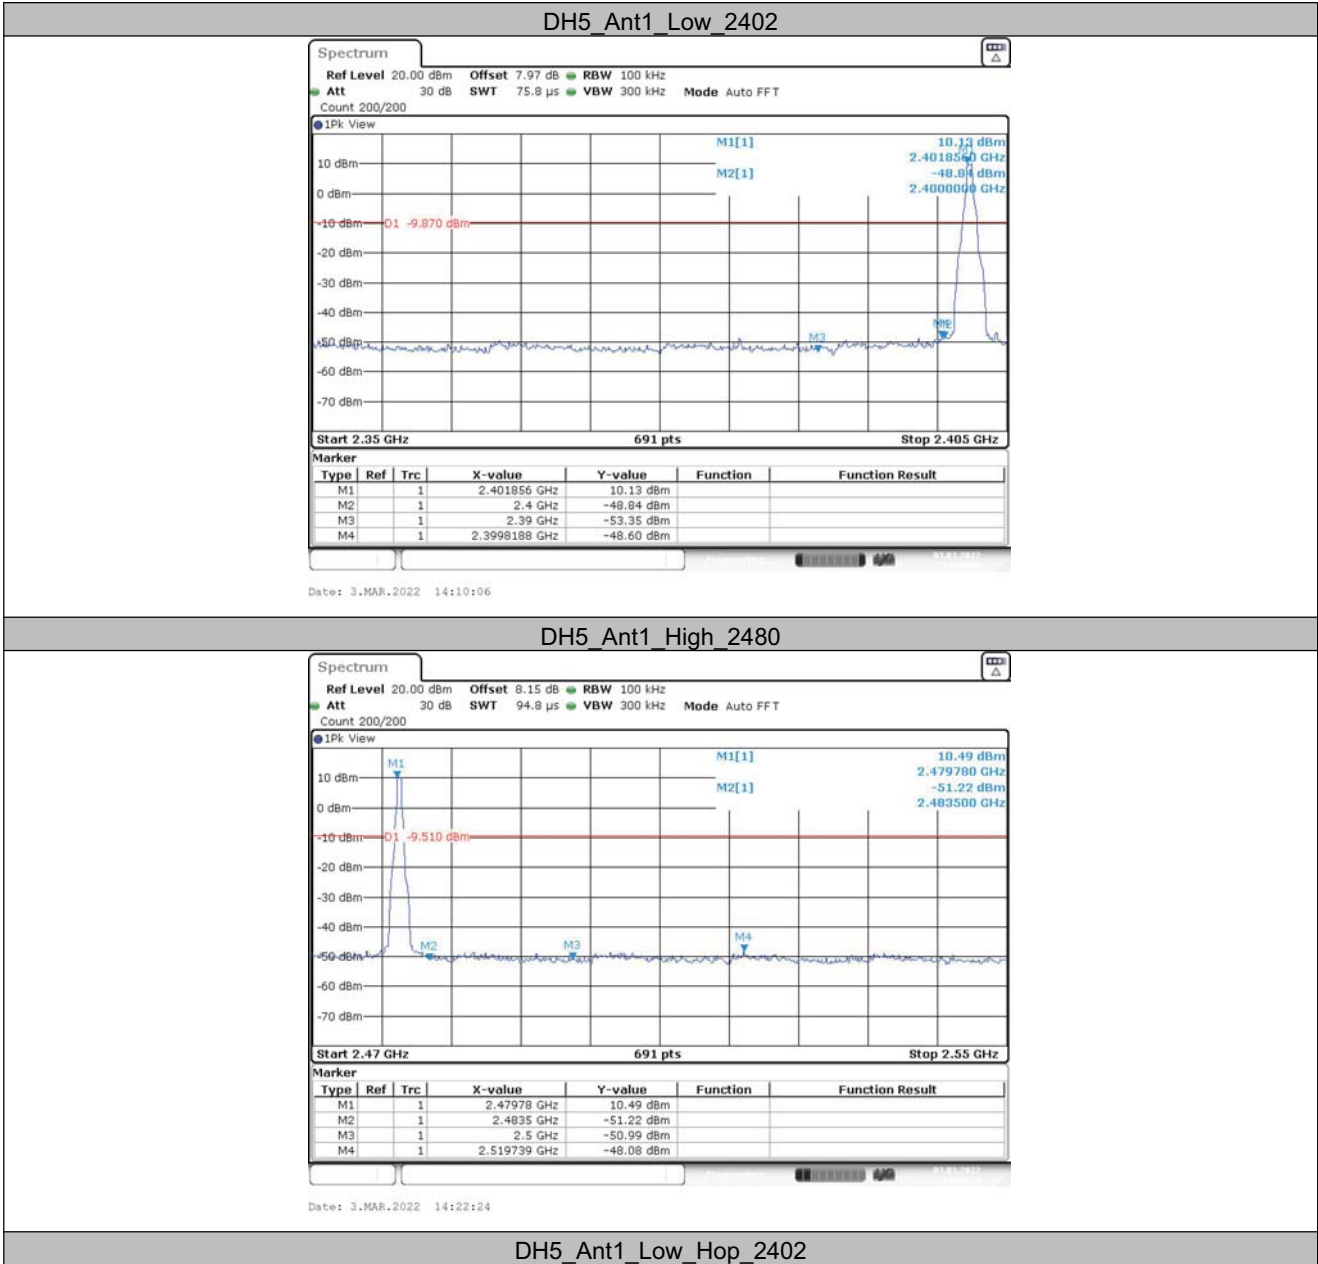 DH5_Ant1_Low_2402
Spectrum
Ref Level 20.00 dBm Offset 7.97 dB RBW 100 kHz
Att 30 dB SWT 75.8 µs VBW 300 kHz Mode Auto FFT
Count 200/200
1Pk View
M1[1] 10.13 dBm
2.4018560 GHz
M2[1] -48.84 dBm
2.4000000 GHz
M1
10 dBm
0 dBm
-10 dBm D1 -9.870 dBm
-20 dBm
-30 dBm
-40 dBm
M3
-50 dBm
-60 dBm
-70 dBm
Start 2.35 GHz 691 pts Stop 2.405 GHz
Marker
Type Ref Trc X-value Y-value Function Function Result
M1 1 2.401856 GHz 10.13 dBm
M2 1 2.4 GHz -48.84 dBm
M3 1 2.39 GHz -53.35 dBm
M4 1 2.3998188 GHz -48.60 dBm
Date: 3.MAR.2022 14:10:06
DH5_Ant1_High_2480
Spectrum
Ref Level 20.00 dBm Offset 8.15 dB RBW 100 kHz
Att 30 dB SWT 94.8 µs VBW 300 kHz Mode Auto FFT
Count 200/200
1Pk View
M1[1] 10.49 dBm
2.479780 GHz
M2[1] -51.22 dBm
2.483500 GHz
M1
10 dBm
0 dBm
-10 dBm D1 -9.510 dBm
-20 dBm
-30 dBm
-40 dBm
M2 M3 M4
-50 dBm
-60 dBm
-70 dBm
Start 2.47 GHz 691 pts Stop 2.55 GHz
Marker
Type Ref Trc X-value Y-value Function Function Result
M1 1 2.47978 GHz 10.49 dBm
M2 1 2.4835 GHz -51.22 dBm
M3 1 2.5 GHz -50.99 dBm
M4 1 2.519739 GHz -48.08 dBm
Date: 3.MAR.2022 14:22:24
DH5_Ant1_Low_Hop_2402